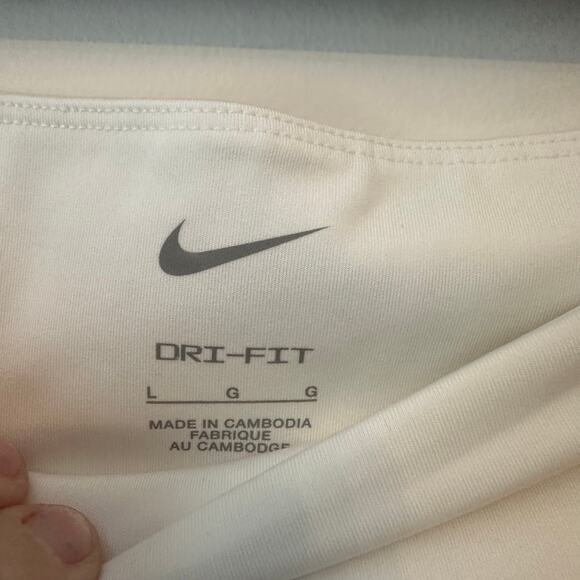 DRI-FIT
L G G
MADE IN CAMBODIA
FABRIQUE
AU CAMBODGE